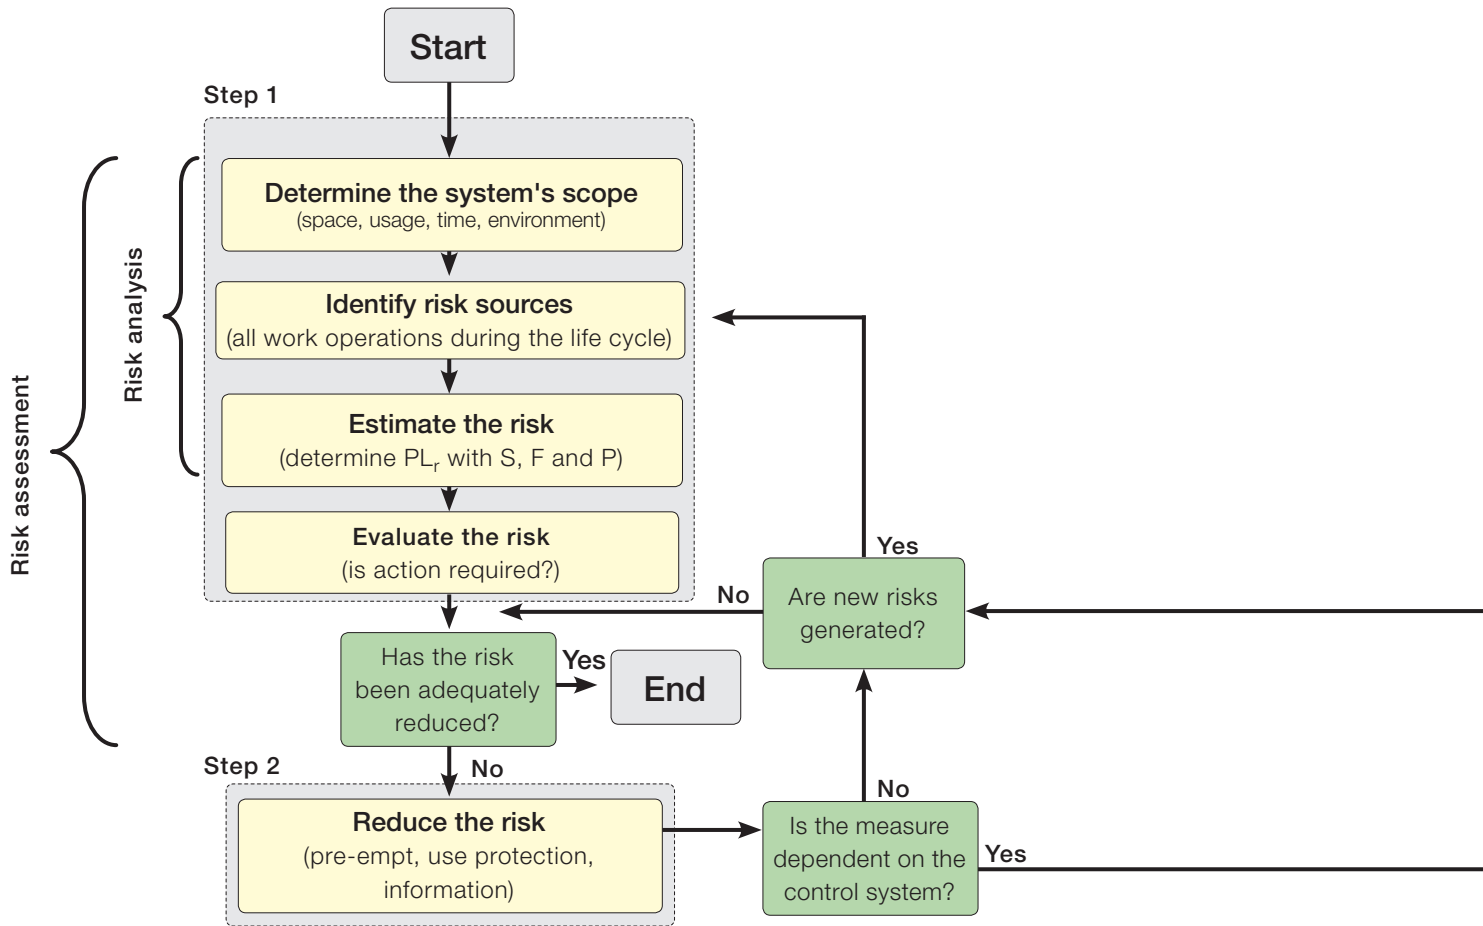 Start
Step 1
Determine the system's scope
(space, usage, time, environment)
Identify risk sources
(all work operations during the life cycle)
Estimate the risk
(determine PLr with S, F and P)
Evaluate the risk
(is action required?)
Risk analysis
Risk assessment
Yes
No
Are new risks
generated?
Has the risk
been adequately
reduced?
Yes
End
No
Step 2
Reduce the risk
(pre-empt, use protection,
information)
No
Is the measure
dependent on the
control system?
Yes